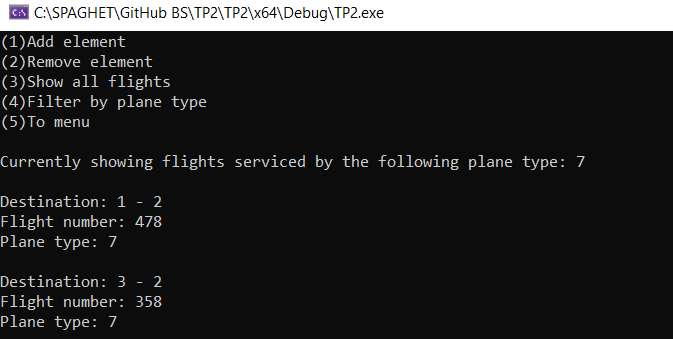 C:\SPAGHET\GitHub BS\TP2\TP2\x64\Debug\TP2.exe
(1)Add element
(2)Remove element
(3)Show all flights
(4)Filter by plane type
(5)To menu
Currently showing flights serviced by the following plane type: 7
Destination: 1 - 2
Flight number: 478
Plane type: 7
Destination: 3 - 2
Flight number: 358
Plane type: 7